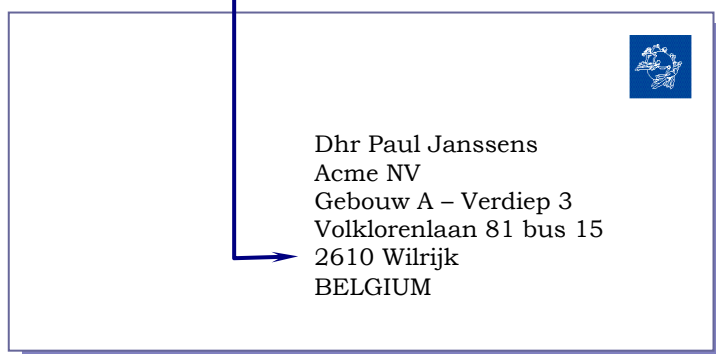 Dhr Paul Janssens
Acme NV
Gebouw A – Verdiep 3
Volklorenlaan 81 bus 15
2610 Wilrijk
BELGIUM